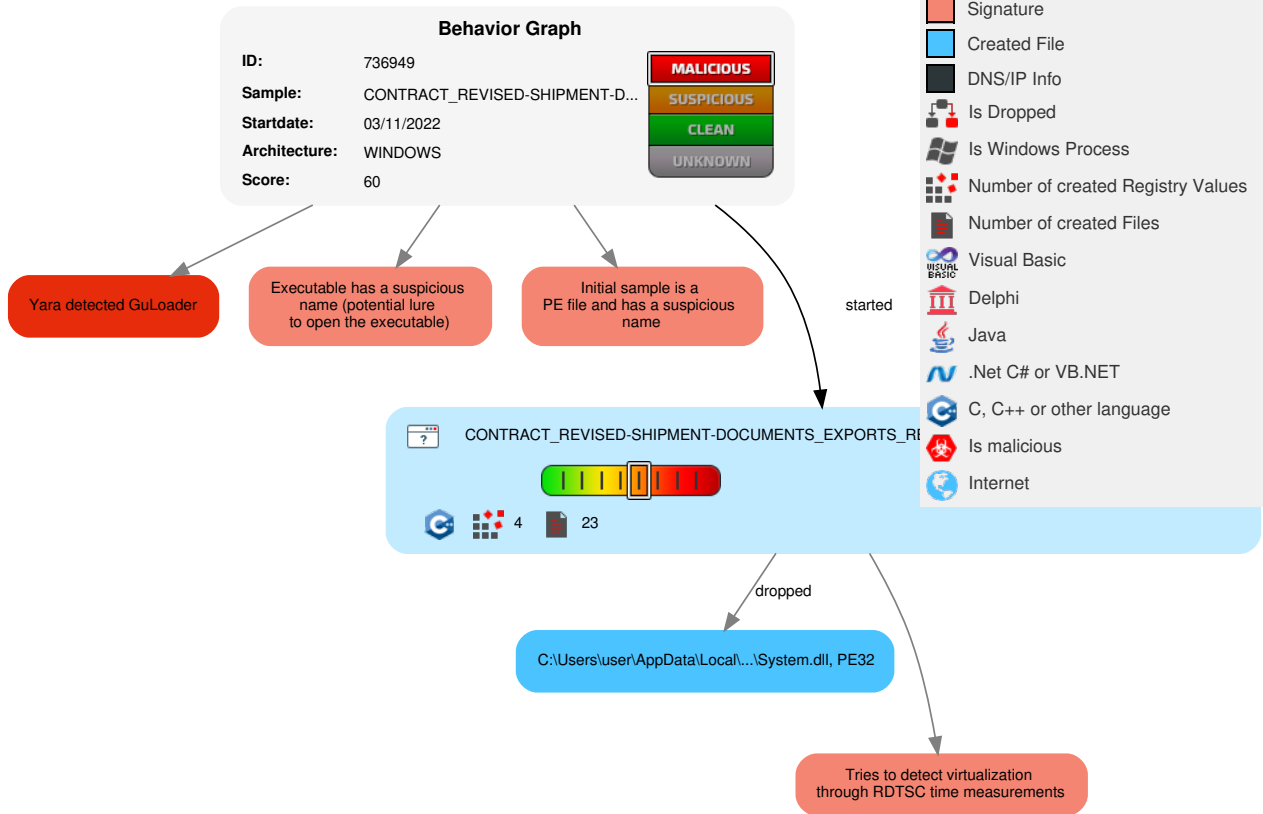 Behavior Graph
ID: 736949
Sample: CONTRACT_REVISED-SHIPMENT-D...
Startdate: 03/11/2022
Architecture: WINDOWS
Score: 60
MALICIOUS
SUSPICIOUS
CLEAN
UNKNOWN
Signature
Created File
DNS/IP Info
Is Dropped
Is Windows Process
Number of created Registry Values
Number of created Files
VISUAL
BASIC
Visual Basic
Delphi
Java
.Net C# or VB.NET
C, C++ or other language
Is malicious
Internet
Yara detected GuLoader
Executable has a suspicious
name (potential lure
to open the executable)
Initial sample is a
PE file and has a suspicious
name
started
?
CONTRACT_REVISED-SHIPMENT-DOCUMENTS_EXPORTS_RE
4
23
dropped
C:\Users\user\AppData\Local\...\System.dll, PE32
Tries to detect virtualization
through RDTSC time measurements